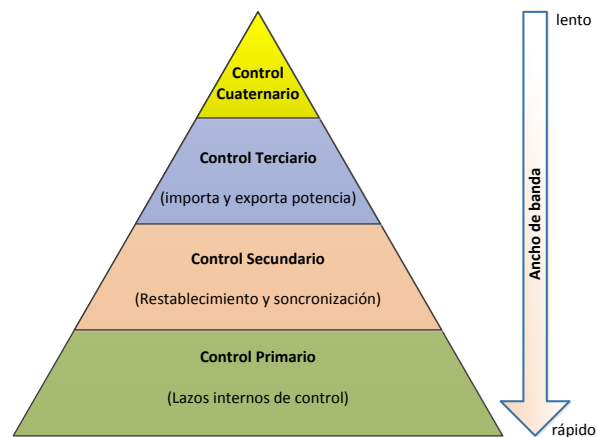 Control
Cuaternario
Control Terciario
(importa y exporta potencia)
Control Secundario
(Restablecimiento y soncronización)
Control Primario
(Lazos internos de control)
lento
Ancho de banda
rápido